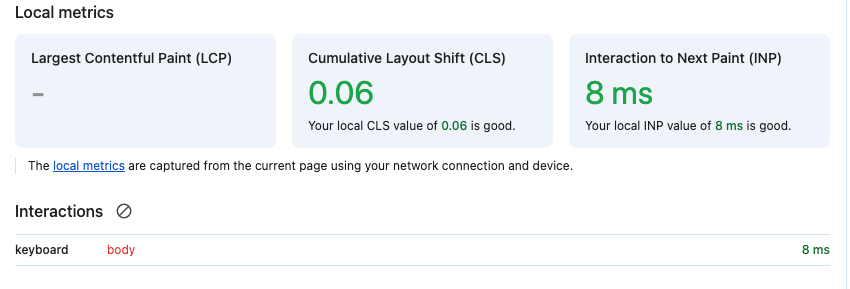 Local metrics
Largest Contentful Paint (LCP)
-
Cumulative Layout Shift (CLS)
0.06
Your local CLS value of 0.06 is good.
Interaction to Next Paint (INP)
8 ms
Your local INP value of 8 ms is good.
The local metrics are captured from the current page using your network connection and device.
Interactions
keyboard body 8 ms